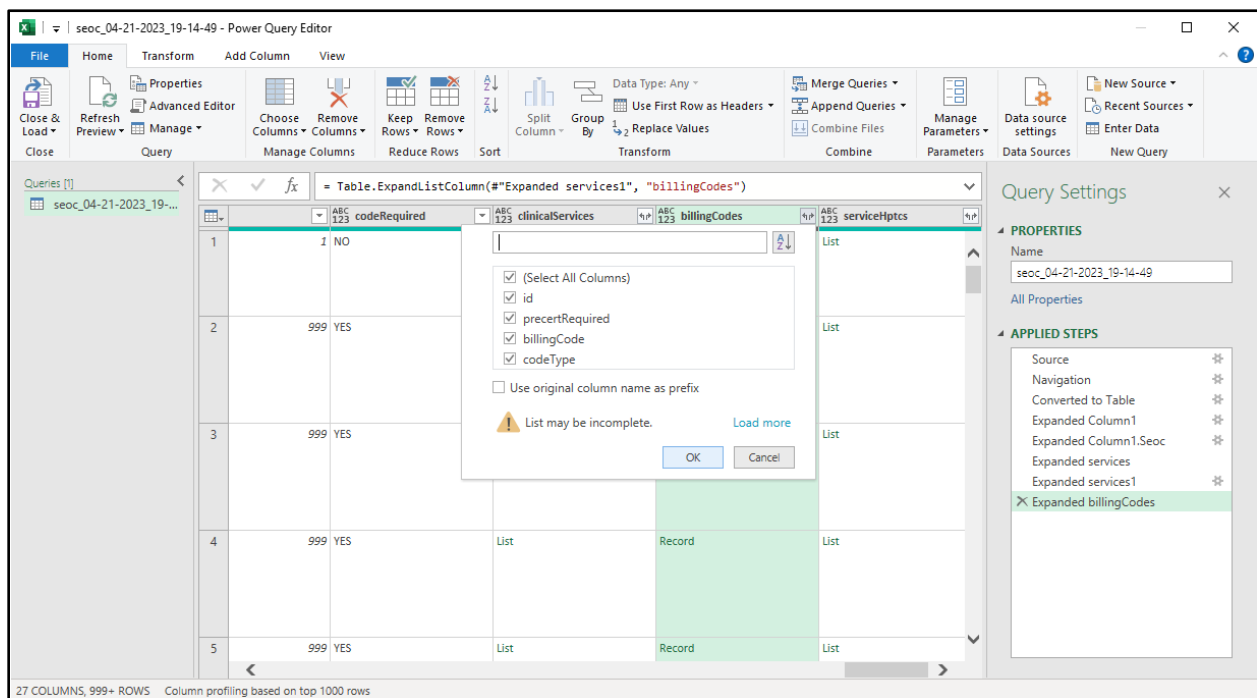 seoc_04-21-2023_19-14-49 - Power Query Editor
File Home Transform Add Column View
Close & Load
Refresh Preview
Properties
Advanced Editor
Manage
Choose Columns
Remove Columns
Keep Rows
Remove Rows
Split Column
Group By
Data Type: Any
Use First Row as Headers
Replace Values
Merge Queries
Append Queries
Combine Files
Manage Parameters
Data source settings
New Source
Recent Sources
Enter Data
Close Query Manage Columns Reduce Rows Sort Transform Combine Parameters Data Sources New Query
Queries [1]
seoc_04-21-2023_19-...
fx = Table.ExpandListColumn(#"Expanded services1", "billingCodes")
ABC 123 codeRequired ABC 123 clinicalServices ABC 123 billingCodes ABC 123 serviceHptcs
1 1 NO List
2 999 YES List
3 999 YES List
4 999 YES List Record List
5 999 YES List Record List
(Select All Columns)
id
precertRequired
billingCode
codeType
Use original column name as prefix
List may be incomplete. Load more
OK Cancel
Query Settings
PROPERTIES
Name
seoc_04-21-2023_19-14-49
All Properties
APPLIED STEPS
Source
Navigation
Converted to Table
Expanded Column1
Expanded Column1.Seoc
Expanded services
Expanded services1
Expanded billingCodes
27 COLUMNS, 999+ ROWS Column profiling based on top 1000 rows